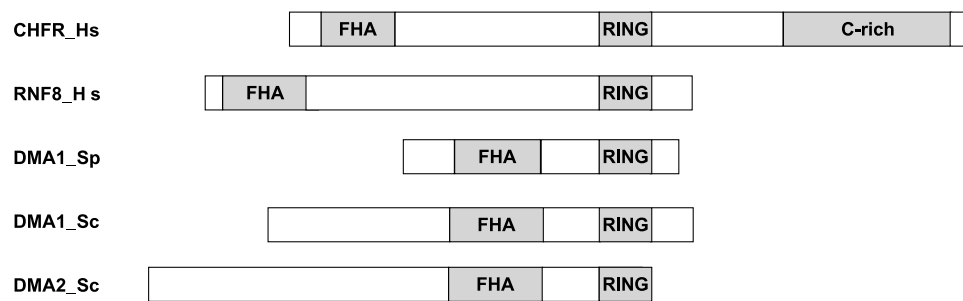 CHFR_Hs FHA RING C-rich
RNF8_H s FHA RING
DMA1_Sp FHA RING
DMA1_Sc FHA RING
DMA2_Sc FHA RING